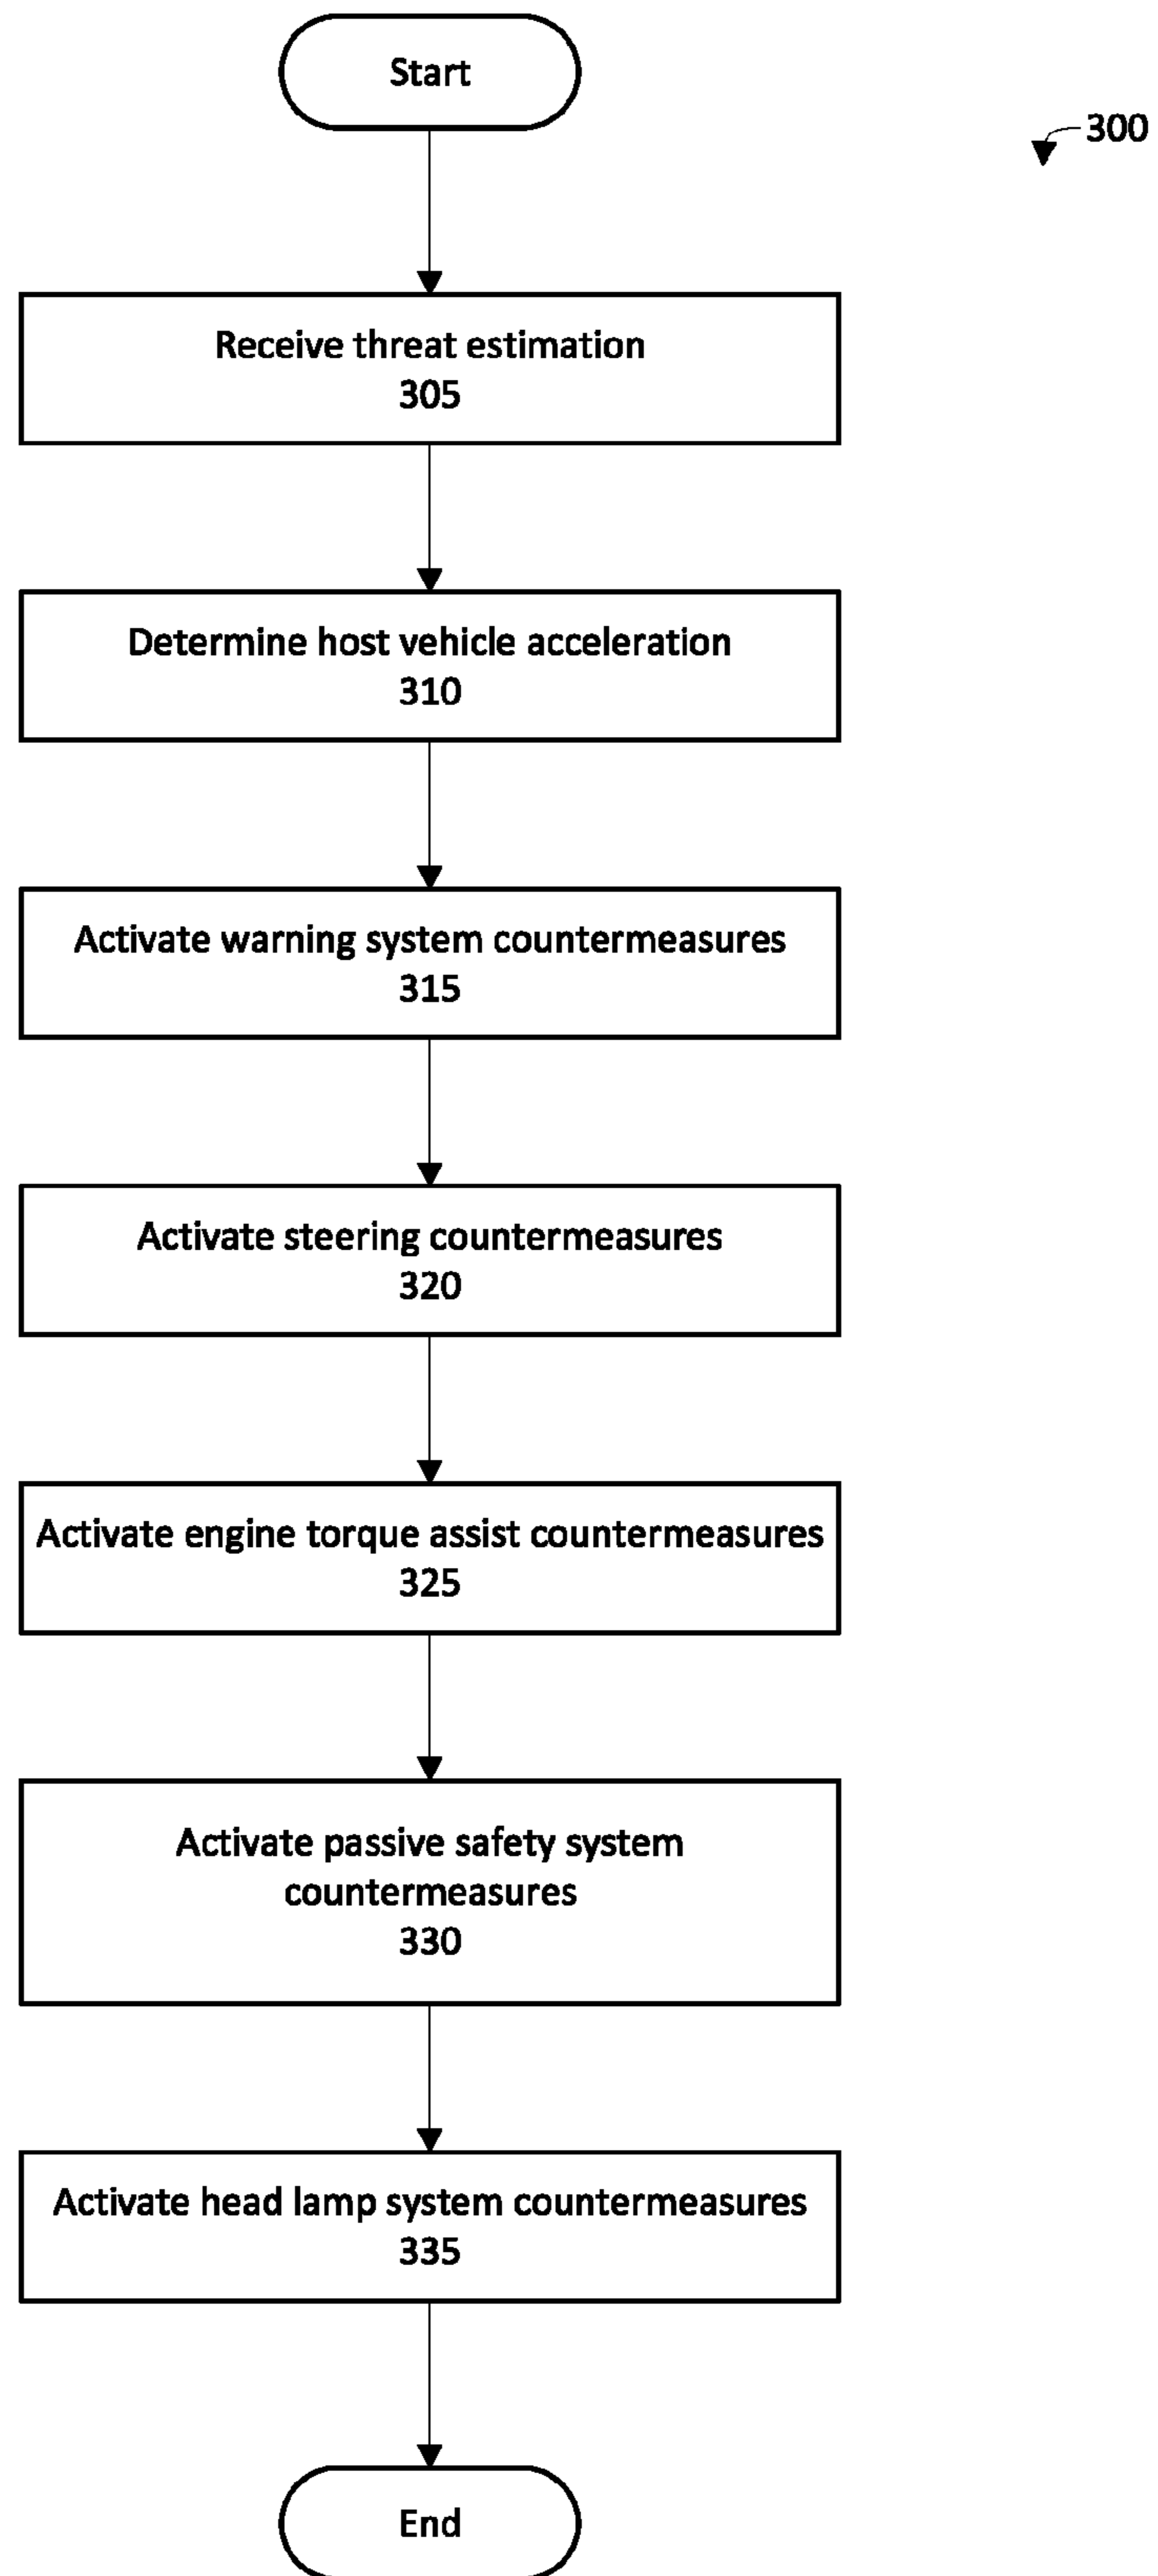 Start
300
Receive threat estimation
305
Determine host vehicle acceleration
310
Activate warning system countermeasures
315
Activate steering countermeasures
320
Activate engine torque assist countermeasures
325
Activate passive safety system
countermeasures
330
Activate head lamp system countermeasures
335
End